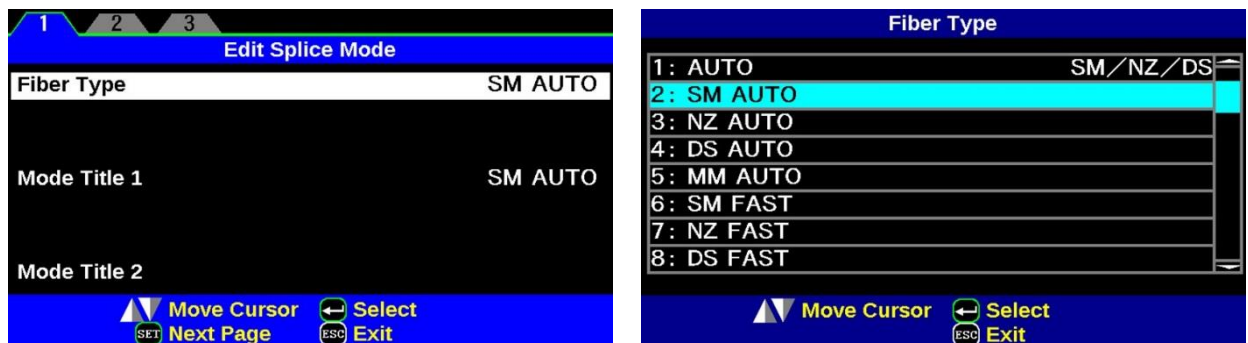 1 2 3
Edit Splice Mode
Fiber Type SM AUTO
Mode Title 1 SM AUTO
Mode Title 2
Move Cursor Select
SET Next Page ESC Exit
Fiber Type
1: AUTO SM/NZ/DS
2: SM AUTO
3: NZ AUTO
4: DS AUTO
5: MM AUTO
6: SM FAST
7: NZ FAST
8: DS FAST
Move Cursor Select
ESC Exit